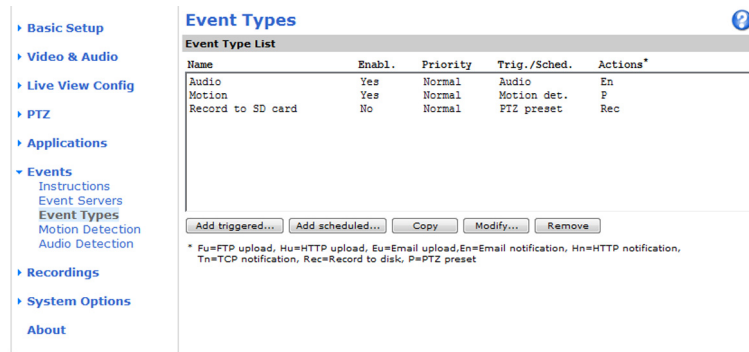 Basic Setup
Video & Audio
Live View Config
PTZ
Applications
Events
Instructions
Event Servers
Event Types
Motion Detection
Audio Detection
Recordings
System Options
About
Event Types
?
Event Type List
Name Enabl. Priority Trig./Sched. Actions*
Audio Yes Normal Audio En
Motion Yes Normal Motion det. P
Record to SD card No Normal PTZ preset Rec
Add triggered... Add scheduled... Copy Modify... Remove
* Fu=FTP upload, Hu=HTTP upload, Eu=Email upload,En=Email notification, Hn=HTTP notification,
Tn=TCP notification, Rec=Record to disk, P=PTZ preset